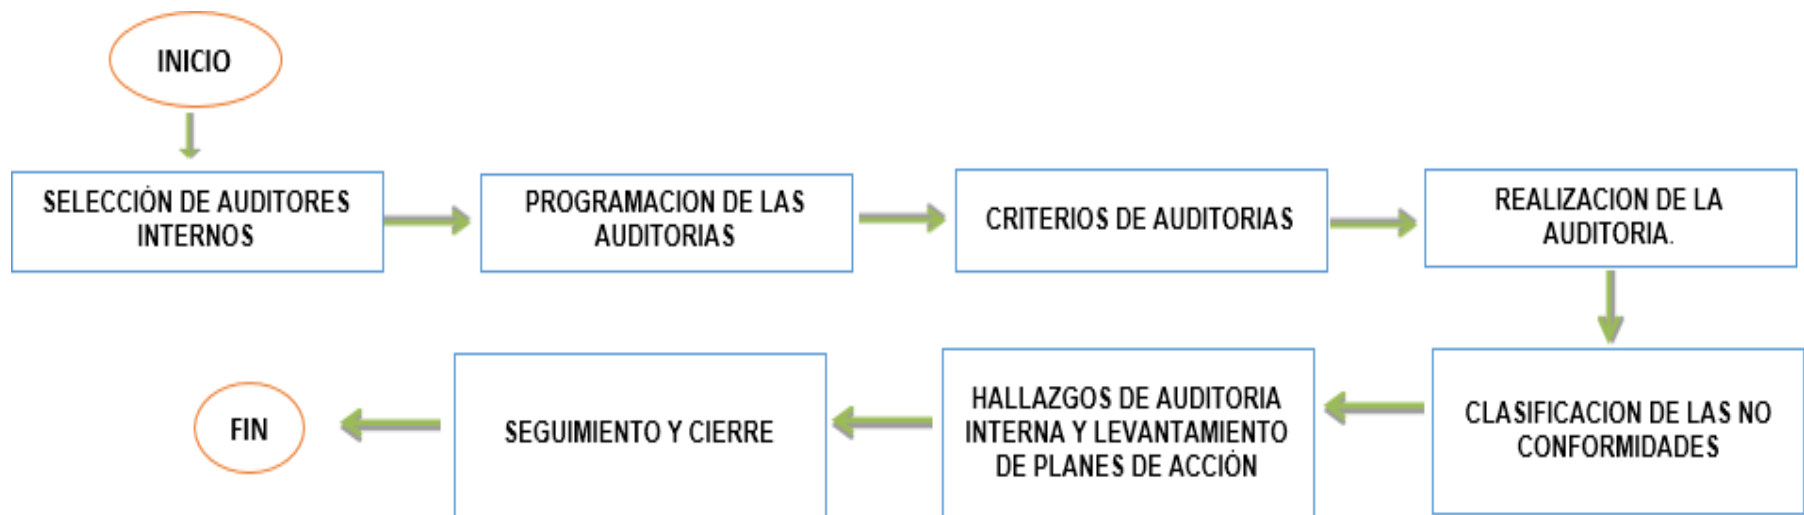 INICIO
SELECCIÓN DE AUDITORES
INTERNOS
PROGRAMACION DE LAS
AUDITORIAS
CRITERIOS DE AUDITORIAS
REALIZACION DE LA
AUDITORIA.
CLASIFICACION DE LAS NO
CONFORMIDADES
HALLAZGOS DE AUDITORIA
INTERNA Y LEVANTAMIENTO
DE PLANES DE ACCIÓN
SEGUIMIENTO Y CIERRE
FIN